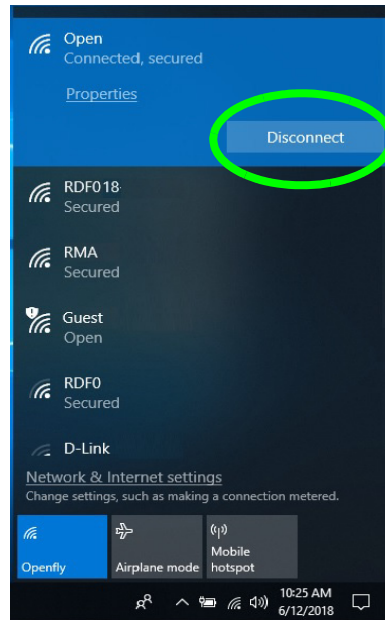 Open
Connected, secured
Properties
Disconnect
RDF018
Secured
RMA
Secured
Guest
Open
RDF0
Secured
D-Link
Network & Internet settings
Change settings, such as making a connection metered.
Openfly
Airplane mode
Mobile
hotspot
10:25 AM
6/12/2018